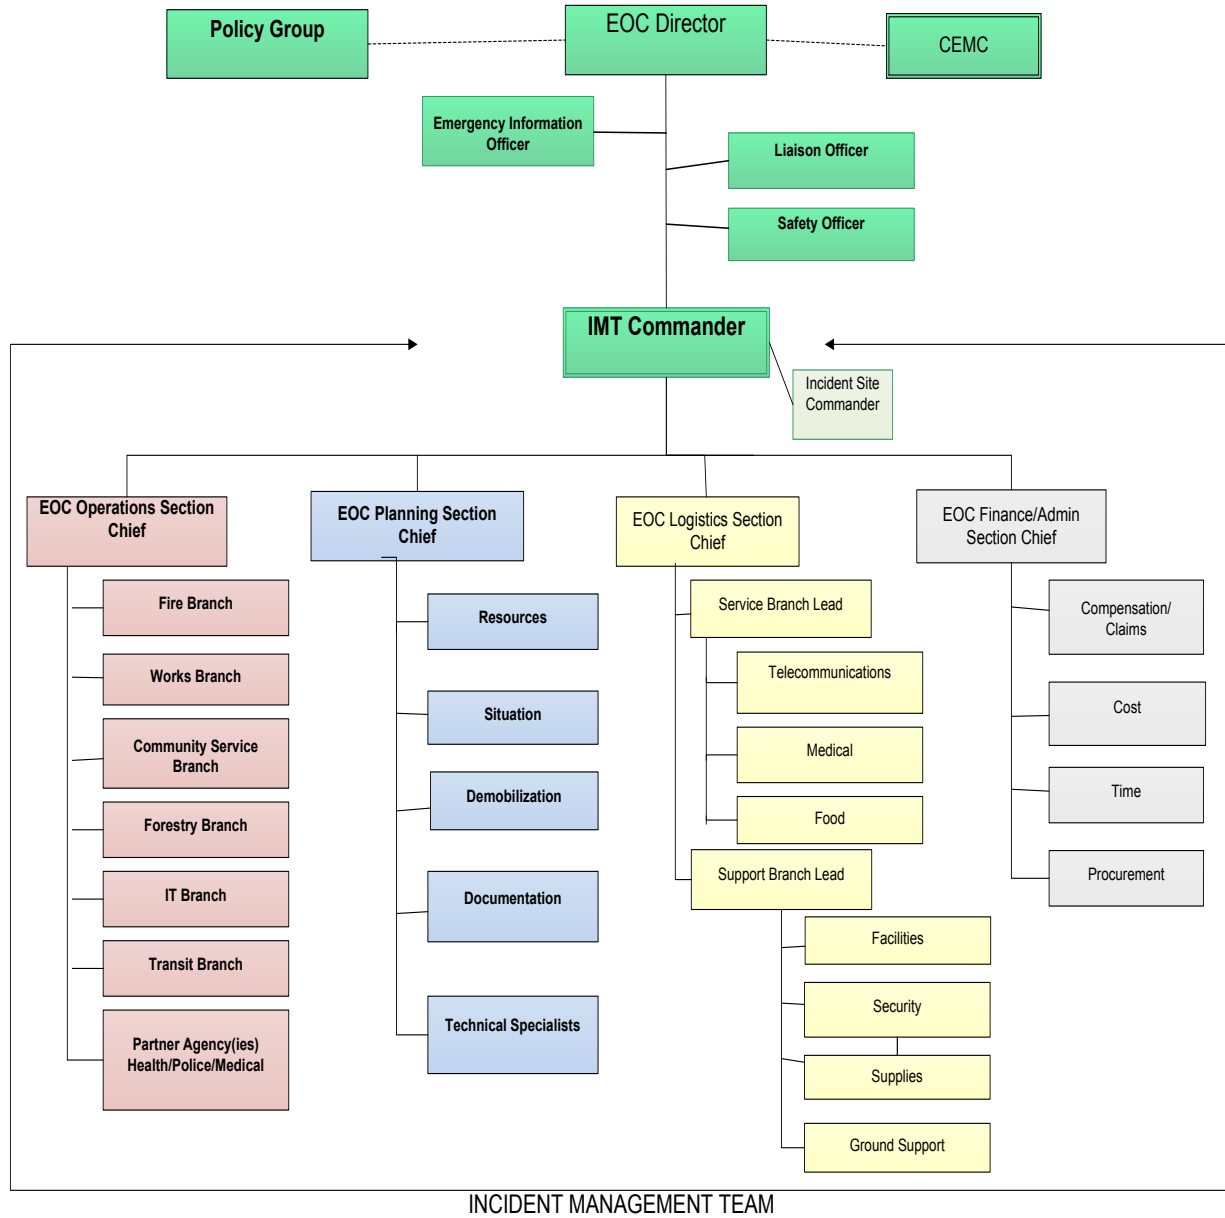 Policy Group
EOC Director
CEMC
Emergency Information
Officer
Liaison Officer
Safety Officer
IMT Commander
Incident Site
Commander
EOC Operations Section
Chief
EOC Planning Section
Chief
EOC Logistics Section
Chief
EOC Finance/Admin
Section Chief
Fire Branch
Works Branch
Community Service
Branch
Forestry Branch
IT Branch
Transit Branch
Partner Agency(ies)
Health/Police/Medical
Resources
Situation
Demobilization
Documentation
Technical Specialists
Service Branch Lead
Telecommunications
Medical
Food
Support Branch Lead
Facilities
Security
Supplies
Ground Support
Compensation/
Claims
Cost
Time
Procurement
INCIDENT MANAGEMENT TEAM